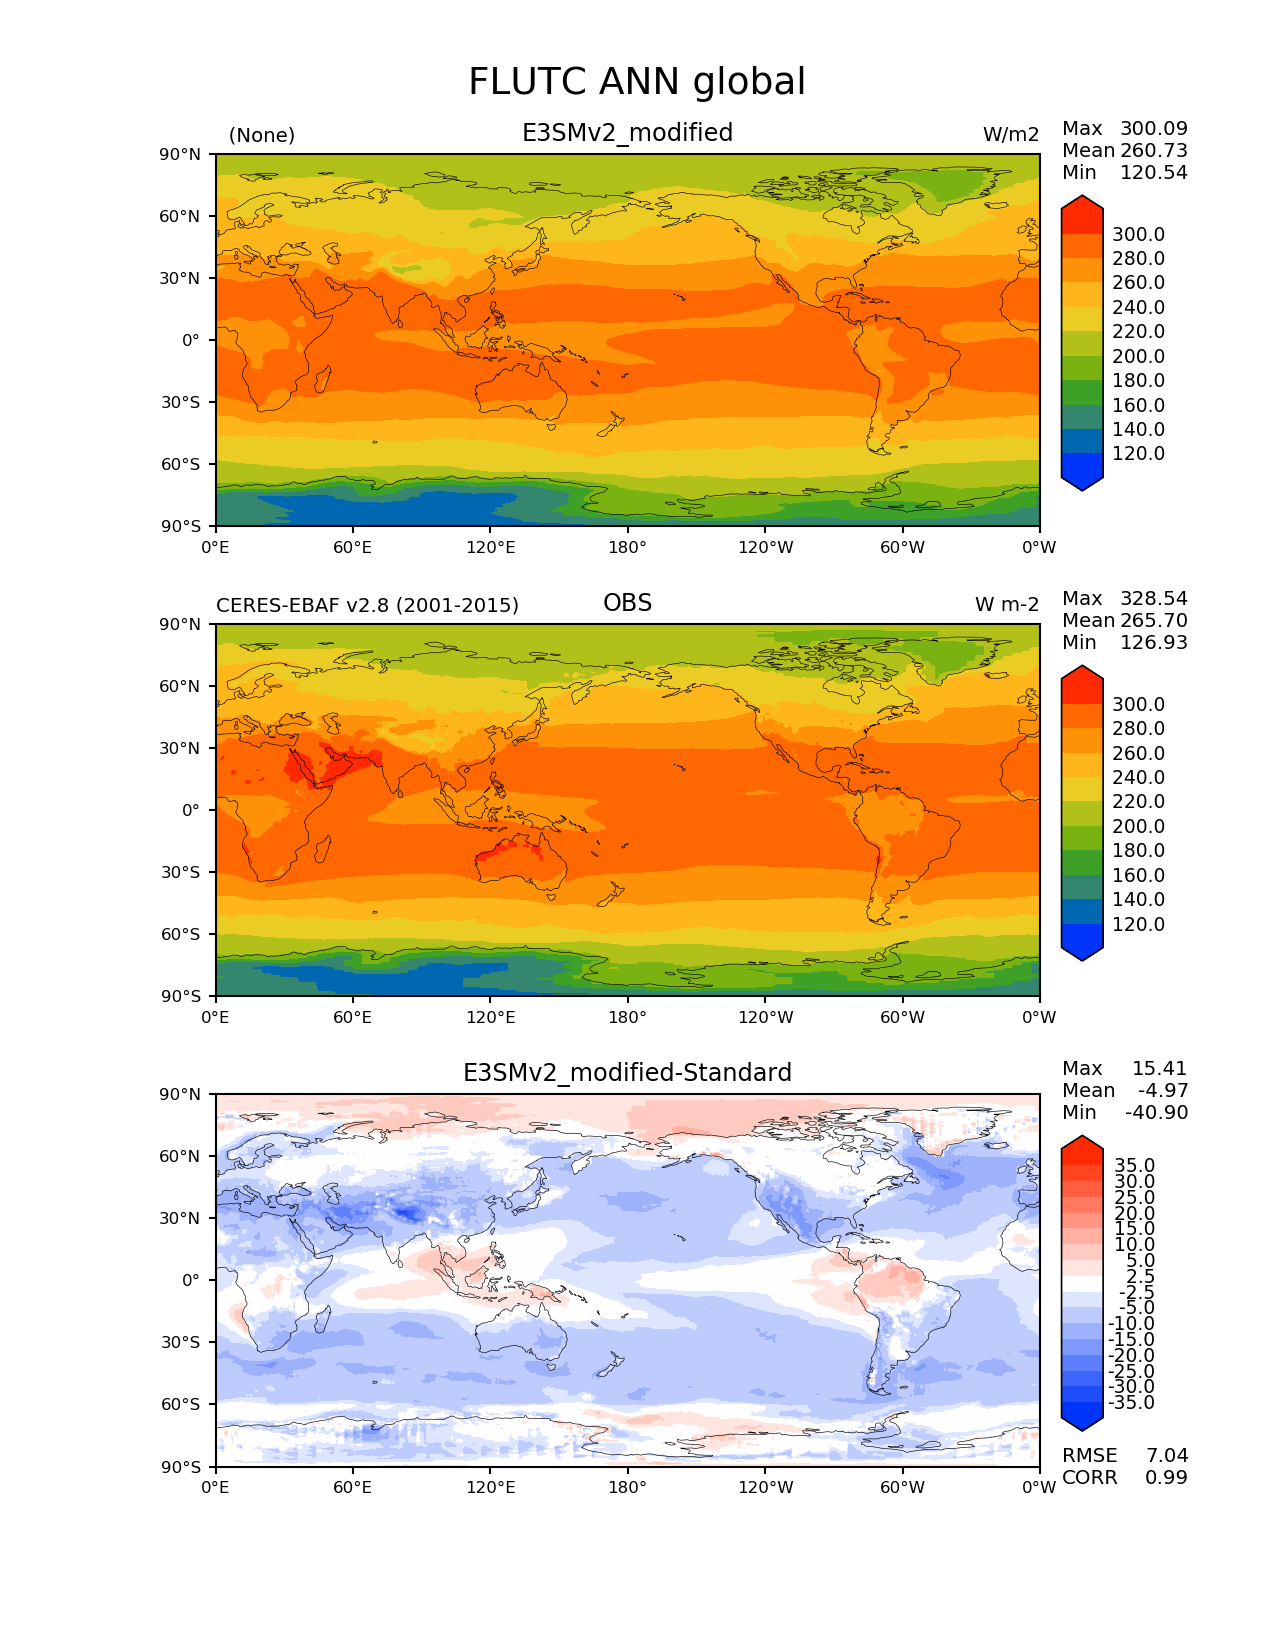 FLUTC ANN global
(None) E3SMv2_modified W/m2
Max 300.09
Mean 260.73
Min 120.54
90°N
60°N
30°N
0°
30°S
60°S
90°S
0°E 60°E 120°E 180° 120°W 60°W 0°W
300.0
280.0
260.0
240.0
220.0
200.0
180.0
160.0
140.0
120.0
CERES-EBAF v2.8 (2001-2015) OBS W m-2
Max 328.54
Mean 265.70
Min 126.93
90°N
60°N
30°N
0°
30°S
60°S
90°S
0°E 60°E 120°E 180° 120°W 60°W 0°W
300.0
280.0
260.0
240.0
220.0
200.0
180.0
160.0
140.0
120.0
E3SMv2_modified-Standard
Max 15.41
Mean -4.97
Min -40.90
90°N
60°N
30°N
0°
30°S
60°S
90°S
0°E 60°E 120°E 180° 120°W 60°W 0°W
35.0
30.0
25.0
20.0
15.0
10.0
5.0
2.5
-2.5
-5.0
-10.0
-15.0
-20.0
-25.0
-30.0
-35.0
RMSE 7.04
CORR 0.99